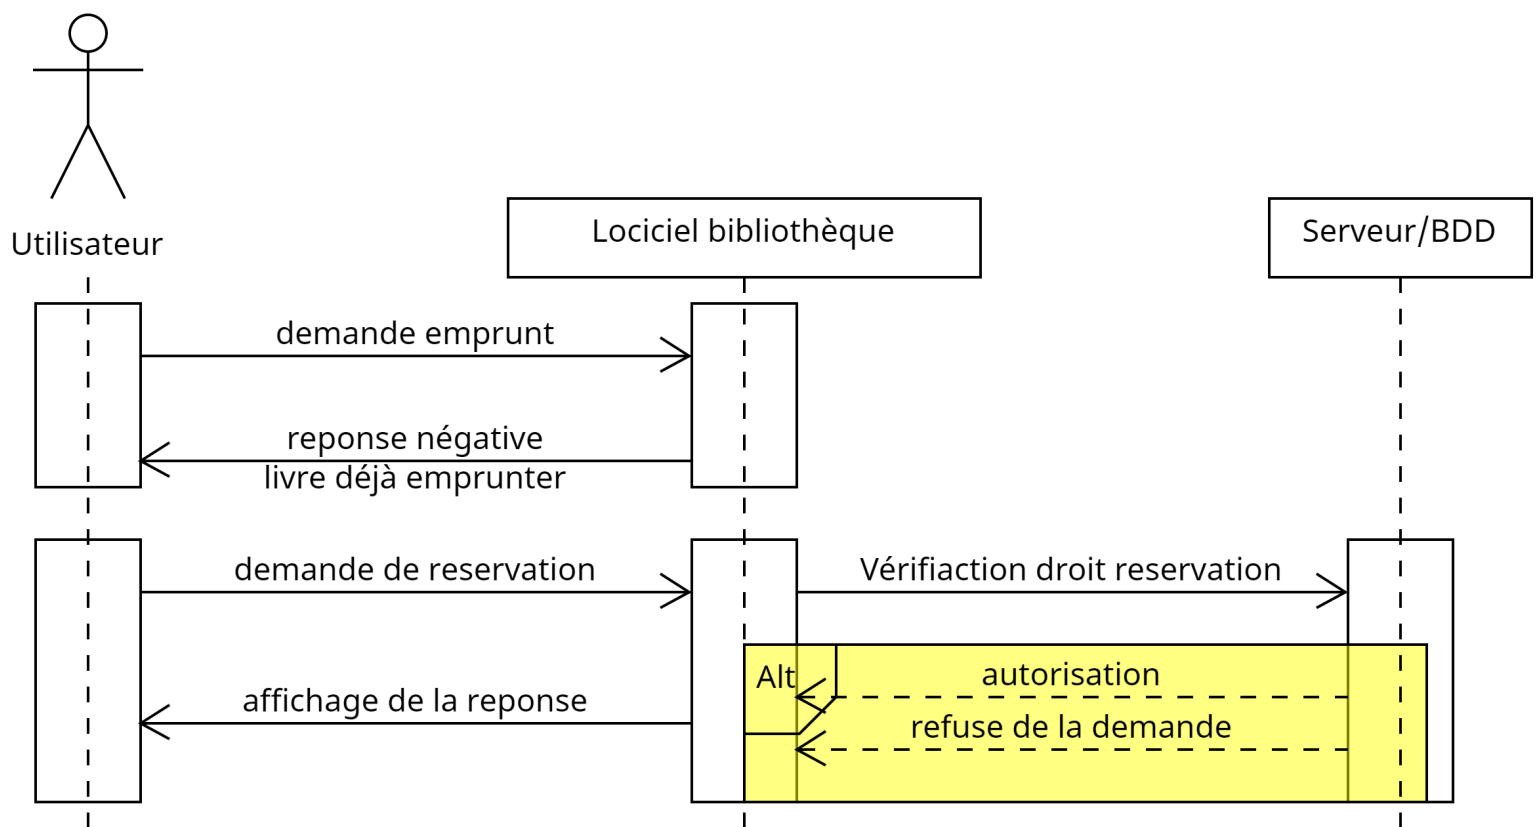 Utilisateur
Lociciel bibliothèque
Serveur/BDD
demande emprunt
reponse négative
livre déjà emprunter
demande de reservation
Vérifiaction droit reservation
Alt
autorisation
affichage de la reponse
refuse de la demande